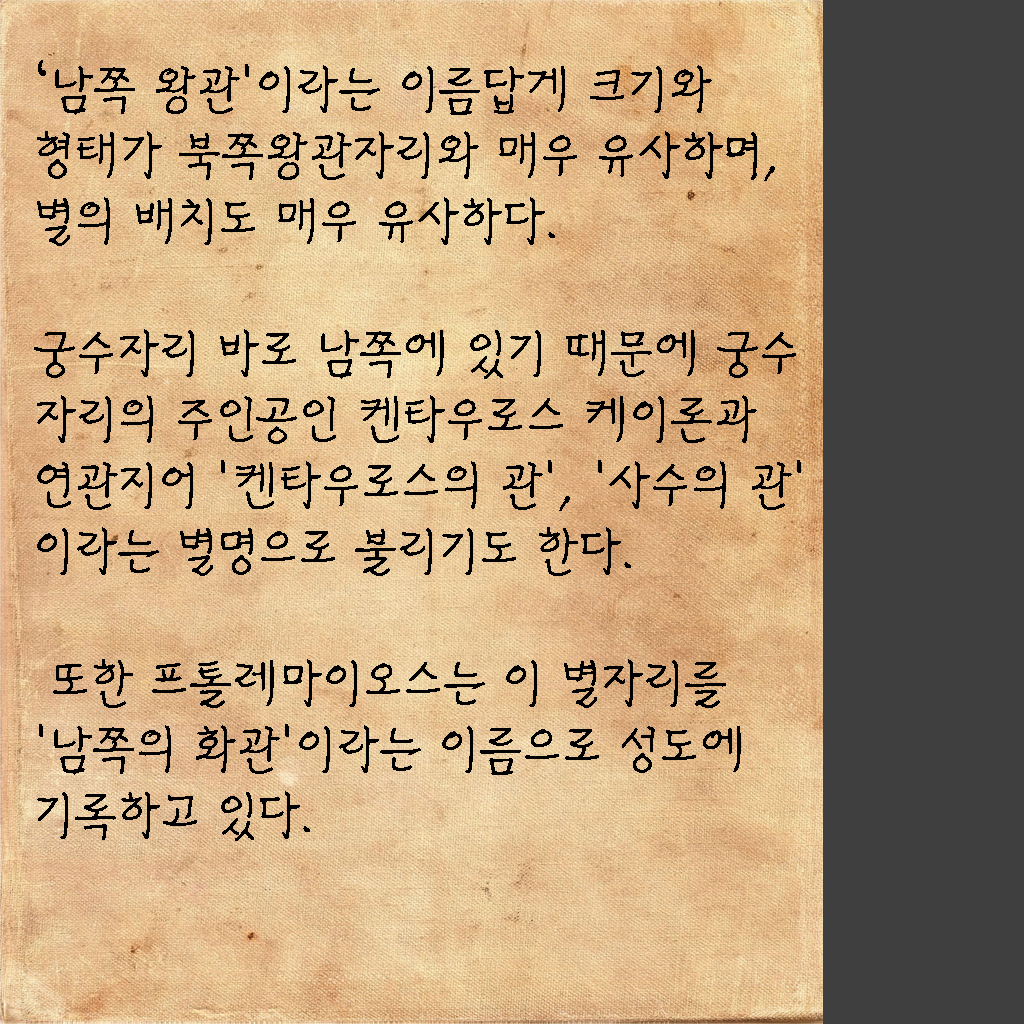 ‘남쪽 왕관'이라는 이름답게 크기와
형태가 북쪽왕관자리와 매우 유사하며,
별의 배치도 매우 유사하다.
궁수자리 바로 남쪽에 있기 때문에 궁수
자리의 주인공인 켄타우로스 케이론과
연관지어 '켄타우로스의 관', '사수의 관'
이라는 별명으로 불리기도 한다.
또한 프톨레마이오스는 이 별자리를
'남쪽의 화관'이라는 이름으로 성도에
기록하고 있다.